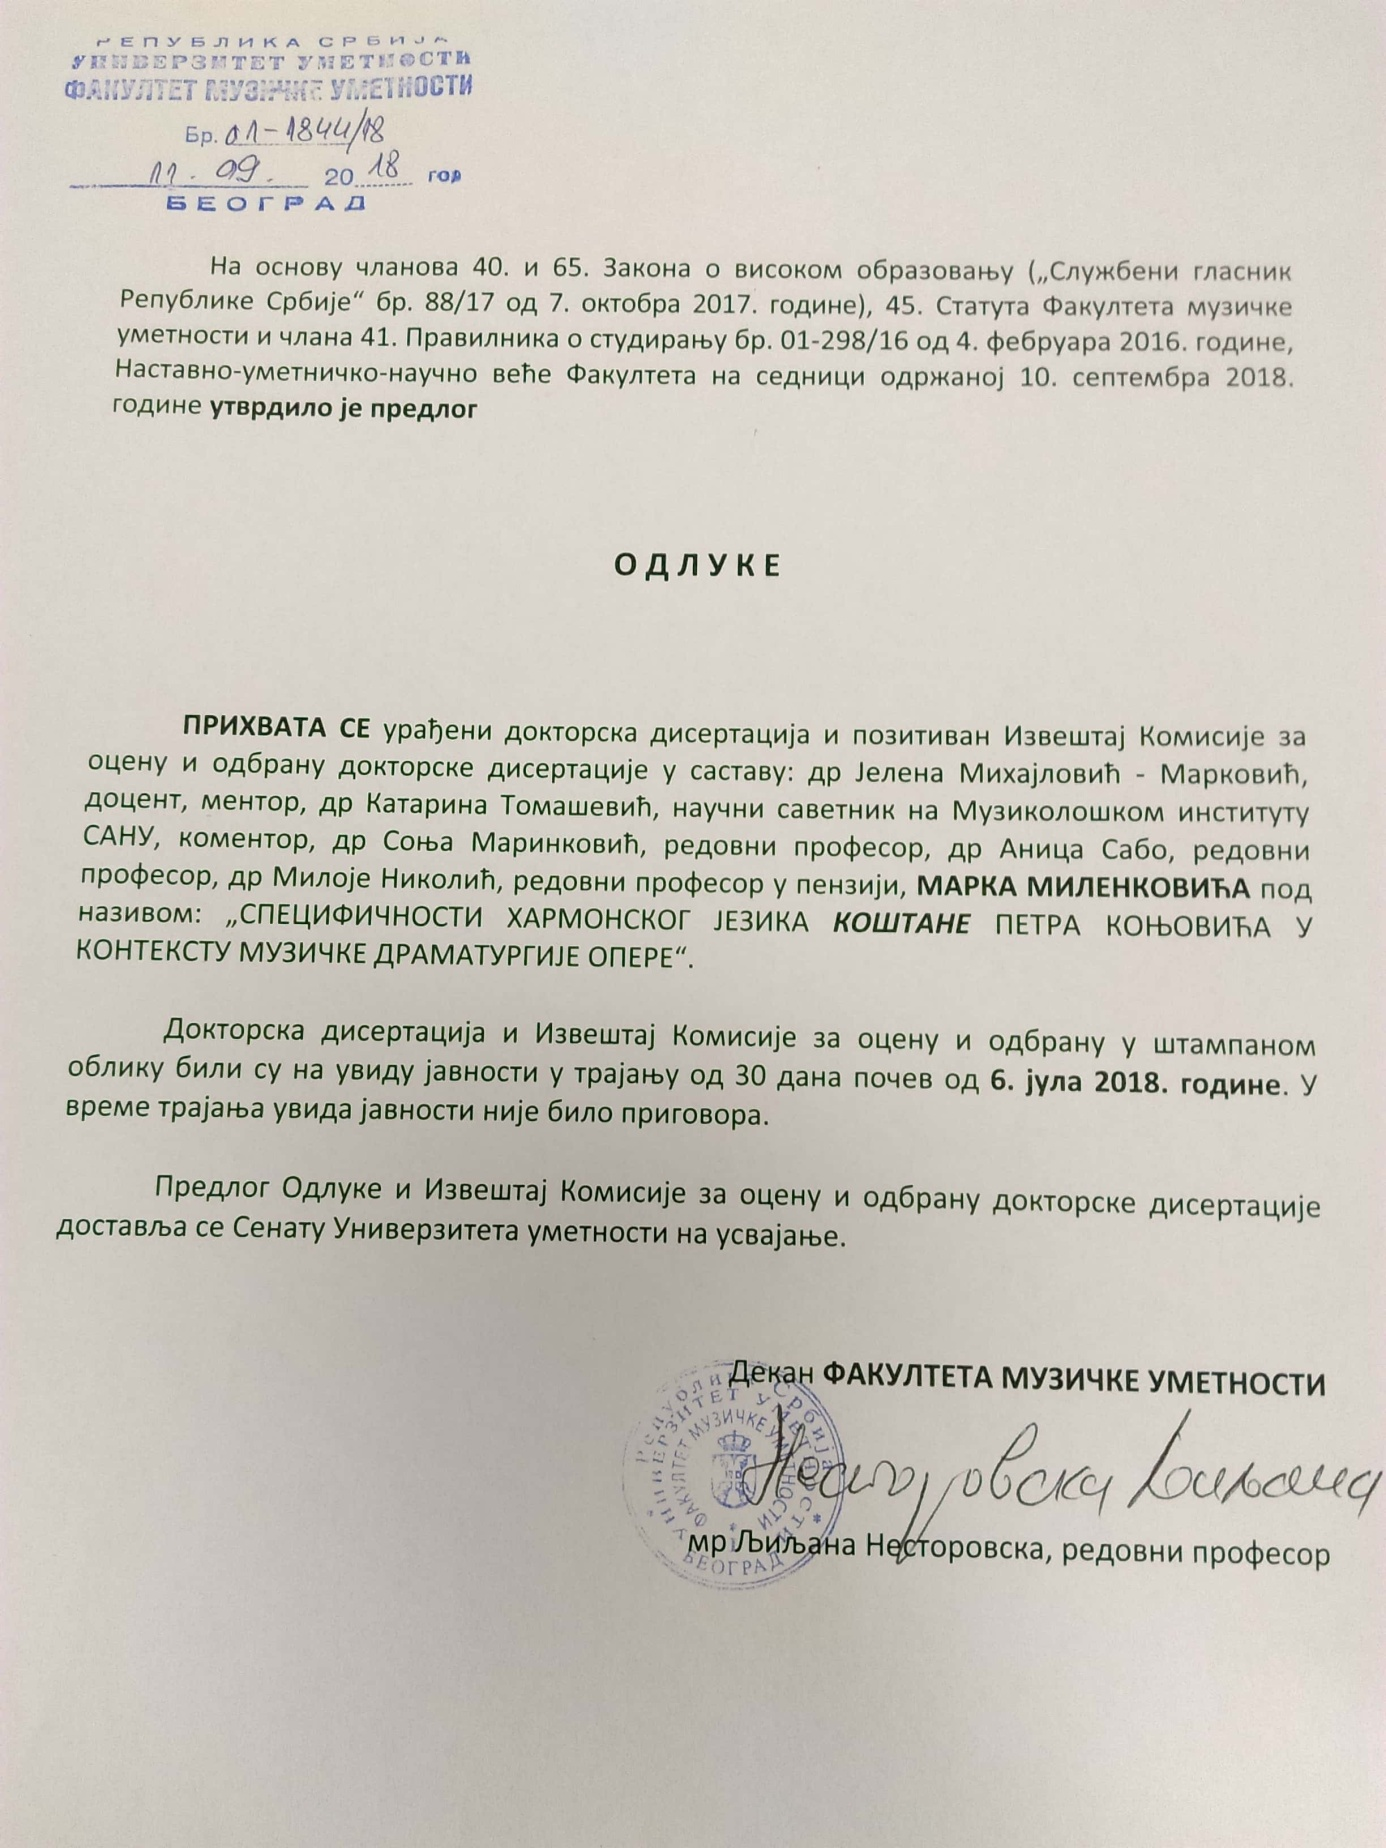 РЕПУБЛИКА СРБИЈА
УНИВЕРЗИТЕТ УМЕТНОСТИ
ФАКУЛТЕТ МУЗИЧКЕ УМЕТНОСТИ
Бр. 01-1844/18
11. 09. 2018 год
БЕОГРАД
На основу чланова 40. и 65. Закона о високом образовању („Службени гласник
Републике Србије“ бр. 88/17 од 7. октобра 2017. године), 45. Статута Факултета музичке
уметности и члана 41. Правилника о студирању бр. 01-298/16 од 4. фебруара 2016. године,
Наставно-уметничко-научно веће Факултета на седници одржаној 10. септембра 2018.
године утврдило је предлог
О Д Л У К Е
ПРИХВАТА СЕ урађени докторска дисертација и позитиван Извештај Комисије за
оцену и одбрану докторске дисертације у саставу: др Јелена Михајловић - Марковић,
доцент, ментор, др Катарина Томашевић, научни саветник на Музиколошком институту
САНУ, коментор, др Соња Маринковић, редовни професор, др Аница Сабо, редовни
професор, др Милоје Николић, редовни професор у пензији, МАРКА МИЛЕНКОВИЋА под
називом: „СПЕЦИФИЧНОСТИ ХАРМОНСКОГ ЈЕЗИКА КОШТАНЕ ПЕТРА КОЊОВИЋА У
КОНТЕКСТУ МУЗИЧКЕ ДРАМАТУРГИЈЕ ОПЕРЕ“.
Докторска дисертација и Извештај Комисије за оцену и одбрану у штампаном
облику били су на увиду јавности у трајању од 30 дана почев од 6. јула 2018. године. У
време трајања увида јавности није било приговора.
Предлог Одлуке и Извештај Комисије за оцену и одбрану докторске дисертације
доставља се Сенату Универзитета уметности на усвајање.
Декан ФАКУЛТЕТА МУЗИЧКЕ УМЕТНОСТИ
Република Србија
УНИВЕРЗИТЕТ УМЕТНОСТИ
ФАКУЛТЕТ МУЗИЧКЕ УМЕТНОСТИ
БЕОГРАД
Несторовска Љиљана
мр Љиљана Несторовска, редовни професор